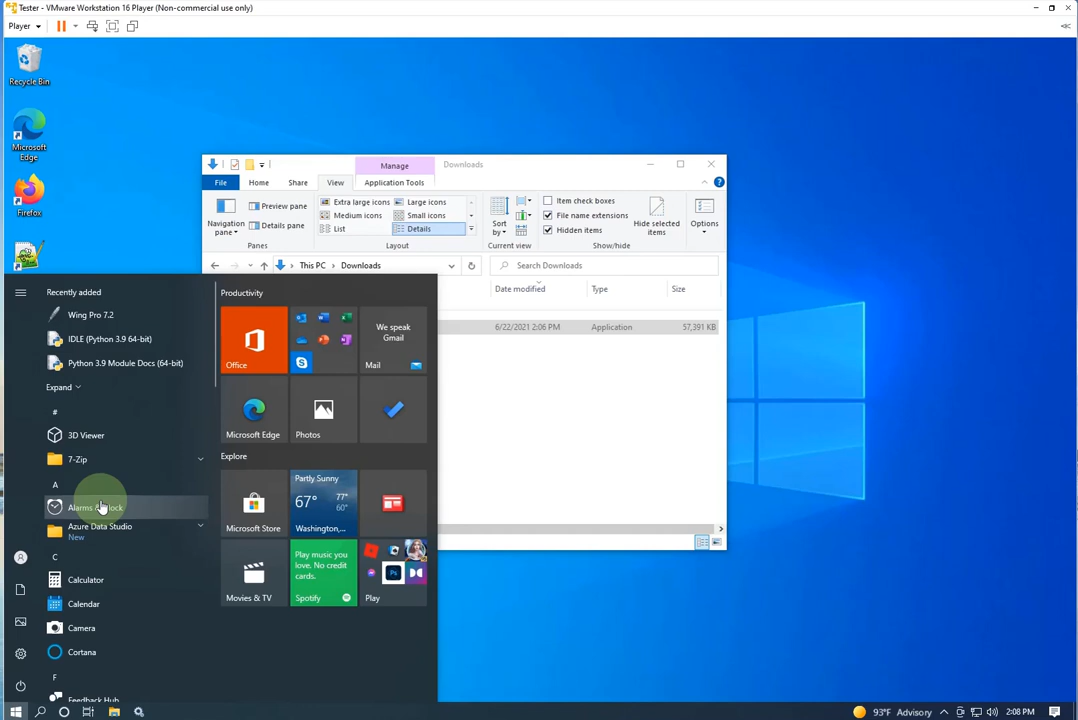 Tester - VMware Workstation 16 Player (Non-commercial use only)
Player
Recycle Bin
Microsoft
Edge
Firefox
Manage
Downloads
File
Home
Share
View
Application Tools
Navigation
pane
Preview pane
Details pane
Panes
Extra large icons
Large icons
Medium icons
Small icons
List
Details
Layout
Sort
by
Current view
Item check boxes
File name extensions
Hidden items
Hide selected
items
Show/hide
Options
This PC
Downloads
Search Downloads
Date modified
Type
Size
6/22/2021 2:06 PM
Application
57,391 KB
Recently added
Wing Pro 7.2
IDLE (Python 3.9 64-bit)
Python 3.9 Module Docs (64-bit)
Expand
#
3D Viewer
7-Zip
A
Alarms & Clock
Azure Data Studio
New
C
Calculator
Calendar
Camera
Cortana
F
Feedback Hub
Productivity
Office
We speak
Gmail
Mail
Microsoft Edge
Photos
Explore
Microsoft Store
Partly Sunny
67°
77°
60°
Washington,...
Movies & TV
Play music you
love. No credit
cards.
Spotify
Play
93°F Advisory
2:08 PM